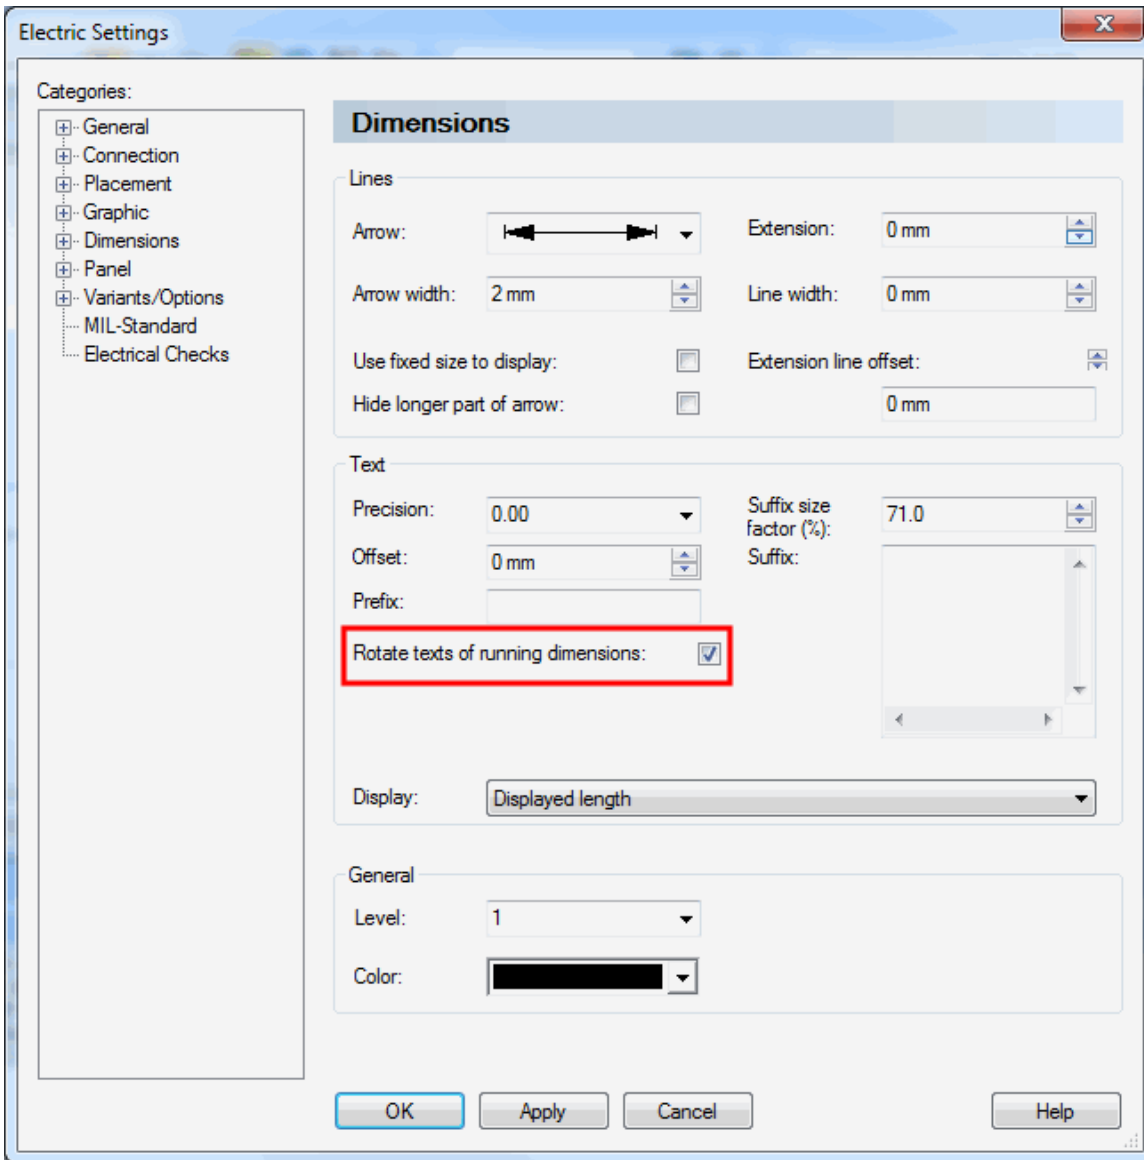 Electric Settings
Categories:
General
Connection
Placement
Graphic
Dimensions
Panel
Variants/Options
MIL-Standard
Electrical Checks
Dimensions
Lines
Arrow:
Extension: 0 mm
Arrow width: 2 mm
Line width: 0 mm
Use fixed size to display:
Extension line offset:
Hide longer part of arrow:
0 mm
Text
Precision: 0.00
Suffix size
factor (%): 71.0
Offset: 0 mm
Suffix:
Prefix:
Rotate texts of running dimensions:
Display: Displayed length
General
Level: 1
Color:
OK Apply Cancel Help